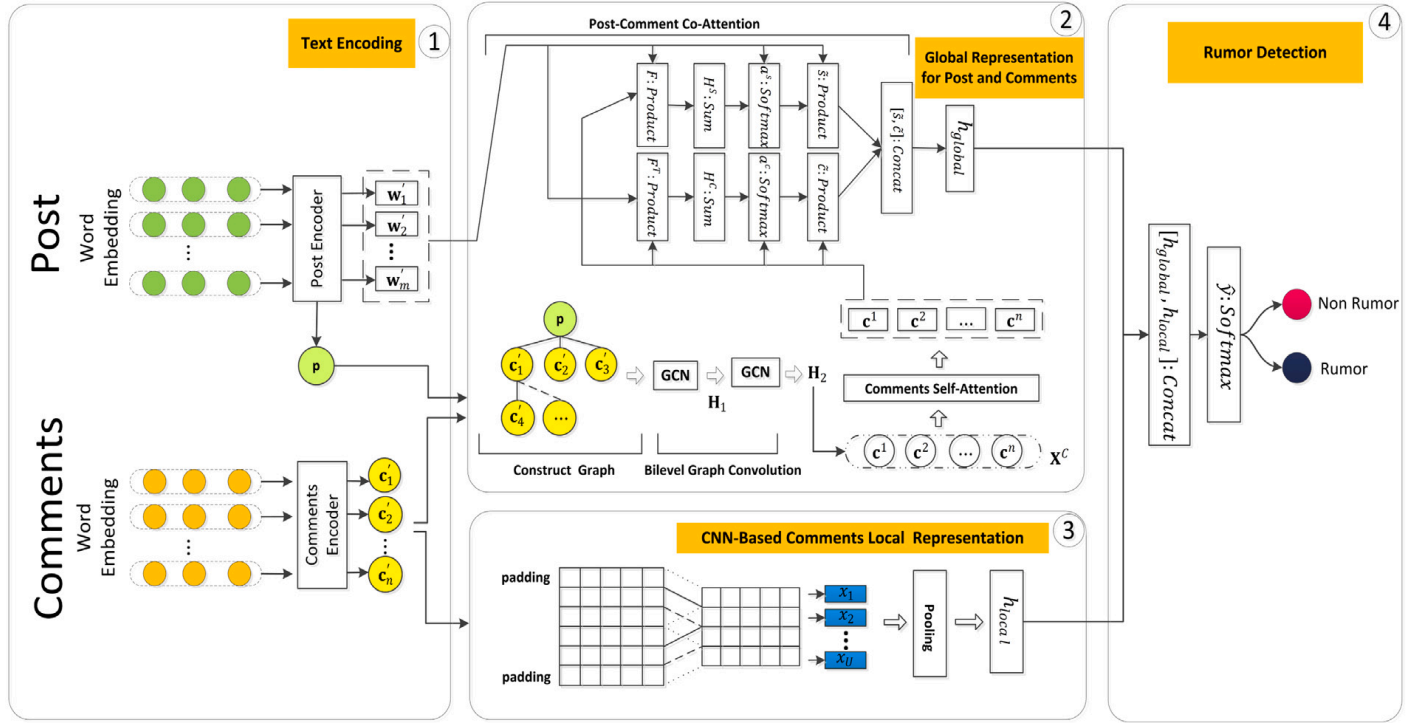 Text Encoding
1
Post
Word
Embedding
...
Post Encoder
w'1
w'2
...
w'm
p
Comments
Word
Embedding
...
Comments
Encoder
c'1
c'2
...
c'n
2
Post-Comment Co-Attention
Global Representation
for Post and Comments
F:Product
H^S:Sum
a^s:Softmax
s̃:Product
F^T:Product
H^C:Sum
a^c:Softmax
c̃:Product
[s̃,c̃]:Concat
h_global
p
c'1
c'2
c'3
c'4
...
GCN
H1
GCN
H2
c^1
c^2
...
c^n
Comments Self-Attention
c^1
c^2
...
c^n
X^C
Construct Graph
Bilevel Graph Convolution
3
CNN-Based Comments Local Representation
padding
padding
x1
x2
...
xU
Pooling
h_local
4
Rumor Detection
[h_global, h_local]:Concat
ŷ:Softmax
Non Rumor
Rumor